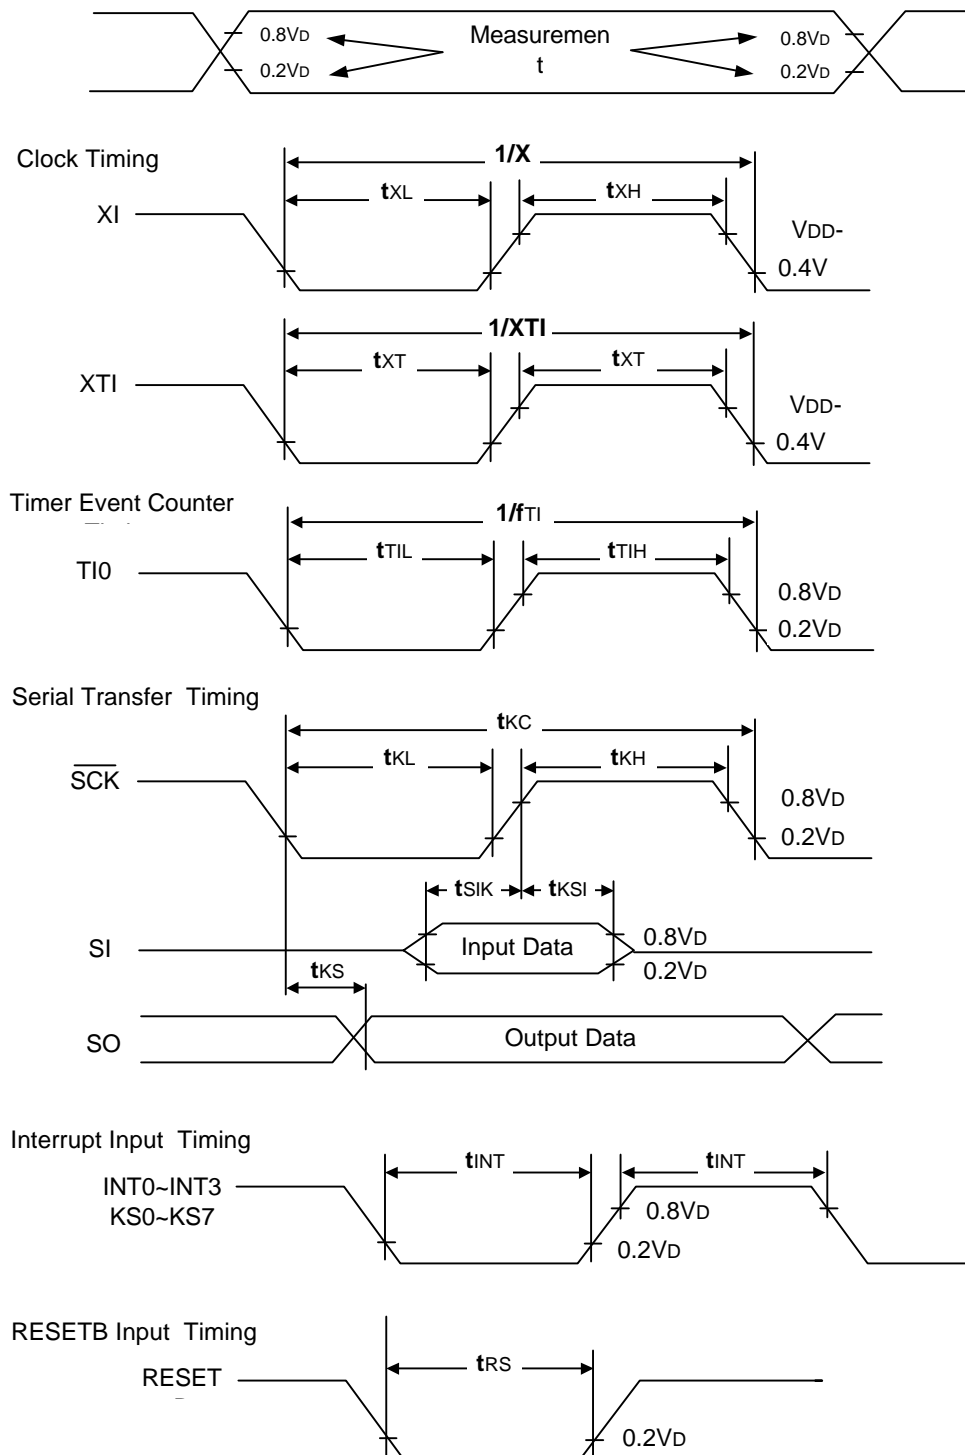 0.8VD Measuremen 0.8VD
0.2VD t 0.2VD
Clock Timing
1/X
tXL tXH
XI
VDD-
0.4V
1/XTI
tXT tXT
XTI
VDD-
0.4V
Timer Event Counter
1/fTI
tTIL tTIH
TI0
0.8VD
0.2VD
Serial Transfer Timing
tKC
tKL tKH
SCK
0.8VD
0.2VD
tSIK tKSI
SI Input Data 0.8VD
0.2VD
tKS
SO Output Data
Interrupt Input Timing
tINT tINT
INT0~INT3
KS0~KS7 0.8VD
0.2VD
RESETB Input Timing
tRS
RESET
0.2VD